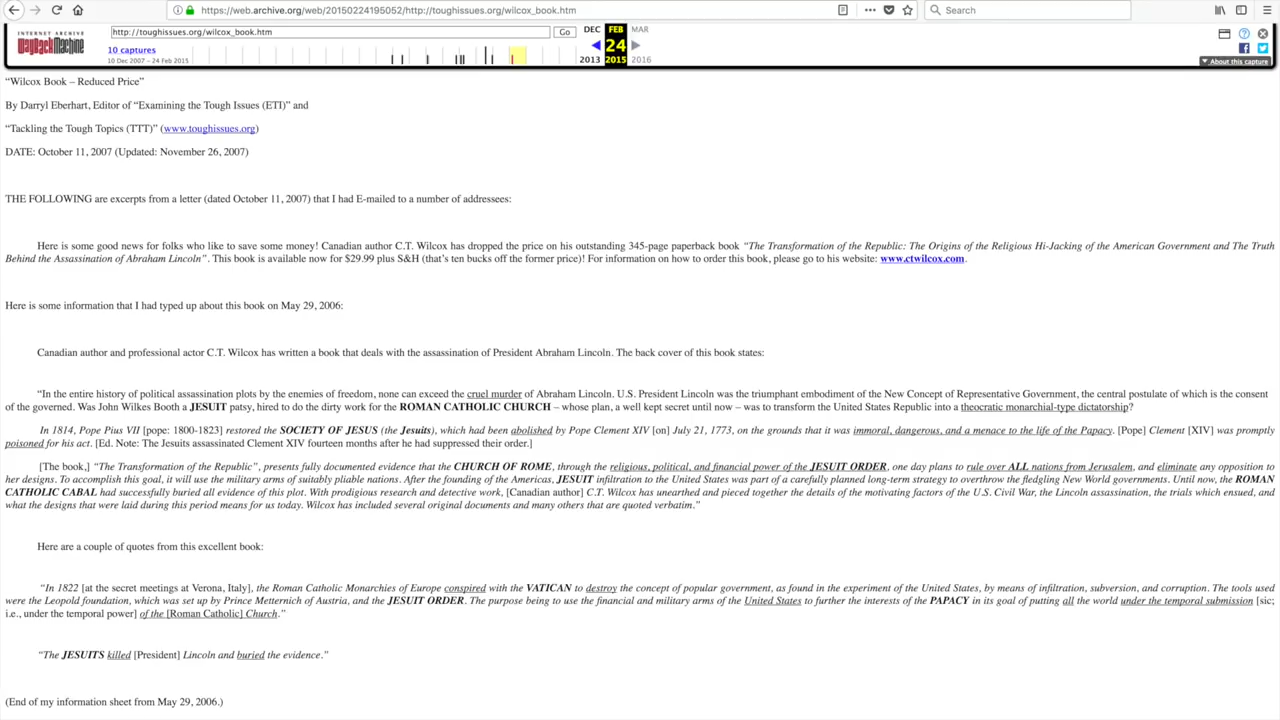 https://web.archive.org/web/20150224195052/http://toughissues.org/wilcox_book.htm
Search
INTERNET ARCHIVE
WayBackMachine
http://toughissues.org/wilcox_book.htm
Go
DEC FEB MAR
10 captures
24
10 Dec 2007 – 24 Feb 2015
2013 2015 2016
About this capture
“Wilcox Book – Reduced Price”
By Darryl Eberhart, Editor of “Examining the Tough Issues (ETI)” and
“Tackling the Tough Topics (TTT)” (www.toughissues.org)
DATE: October 11, 2007 (Updated: November 26, 2007)
THE FOLLOWING are excerpts from a letter (dated October 11, 2007) that I had E-mailed to a number of addressees:
Here is some good news for folks who like to save some money! Canadian author C.T. Wilcox has dropped the price on his outstanding 345-page paperback book “The Transformation of the Republic: The Origins of the Religious Hi-Jacking of the American Government and The Truth
Behind the Assassination of Abraham Lincoln”. This book is available now for $29.99 plus S&H (that’s ten bucks off the former price)! For information on how to order this book, please go to his website: www.ctwilcox.com.
Here is some information that I had typed up about this book on May 29, 2006:
Canadian author and professional actor C.T. Wilcox has written a book that deals with the assassination of President Abraham Lincoln. The back cover of this book states:
“In the entire history of political assassination plots by the enemies of freedom, none can exceed the cruel murder of Abraham Lincoln. U.S. President Lincoln was the triumphant embodiment of the New Concept of Representative Government, the central postulate of which is the consent
of the governed. Was John Wilkes Booth a JESUIT patsy, hired to do the dirty work for the ROMAN CATHOLIC CHURCH – whose plan, a well kept secret until now – was to transform the United States Republic into a theocratic monarchial-type dictatorship?
In 1814, Pope Pius VII [pope: 1800-1823] restored the SOCIETY OF JESUS (the Jesuits), which had been abolished by Pope Clement XIV [on] July 21, 1773, on the grounds that it was immoral, dangerous, and a menace to the life of the Papacy. [Pope] Clement [XIV] was promptly
poisoned for his act. [Ed. Note: The Jesuits assassinated Clement XIV fourteen months after he had suppressed their order.]
[The book,] “The Transformation of the Republic”, presents fully documented evidence that the CHURCH OF ROME, through the religious, political, and financial power of the JESUIT ORDER, one day plans to rule over ALL nations from Jerusalem, and eliminate any opposition to
her designs. To accomplish this goal, it will use the military arms of suitably pliable nations. After the founding of the Americas, JESUIT infiltration to the United States was part of a carefully planned long-term strategy to overthrow the fledgling New World governments. Until now, the ROMAN
CATHOLIC CABAL had successfully buried all evidence of this plot. With prodigious research and detective work, [Canadian author] C.T. Wilcox has unearthed and pieced together the details of the motivating factors of the U.S. Civil War, the Lincoln assassination, the trials which ensued, and
what the designs that were laid during this period means for us today. Wilcox has included several original documents and many others that are quoted verbatim.”
Here are a couple of quotes from this excellent book:
“In 1822 [at the secret meetings at Verona, Italy], the Roman Catholic Monarchies of Europe conspired with the VATICAN to destroy the concept of popular government, as found in the experiment of the United States, by means of infiltration, subversion, and corruption. The tools used
were the Leopold foundation, which was set up by Prince Metternich of Austria, and the JESUIT ORDER. The purpose being to use the financial and military arms of the United States to further the interests of the PAPACY in its goal of putting all the world under the temporal submission [sic;
i.e., under the temporal power] of the [Roman Catholic] Church.”
“The JESUITS killed [President] Lincoln and buried the evidence.”
(End of my information sheet from May 29, 2006.)